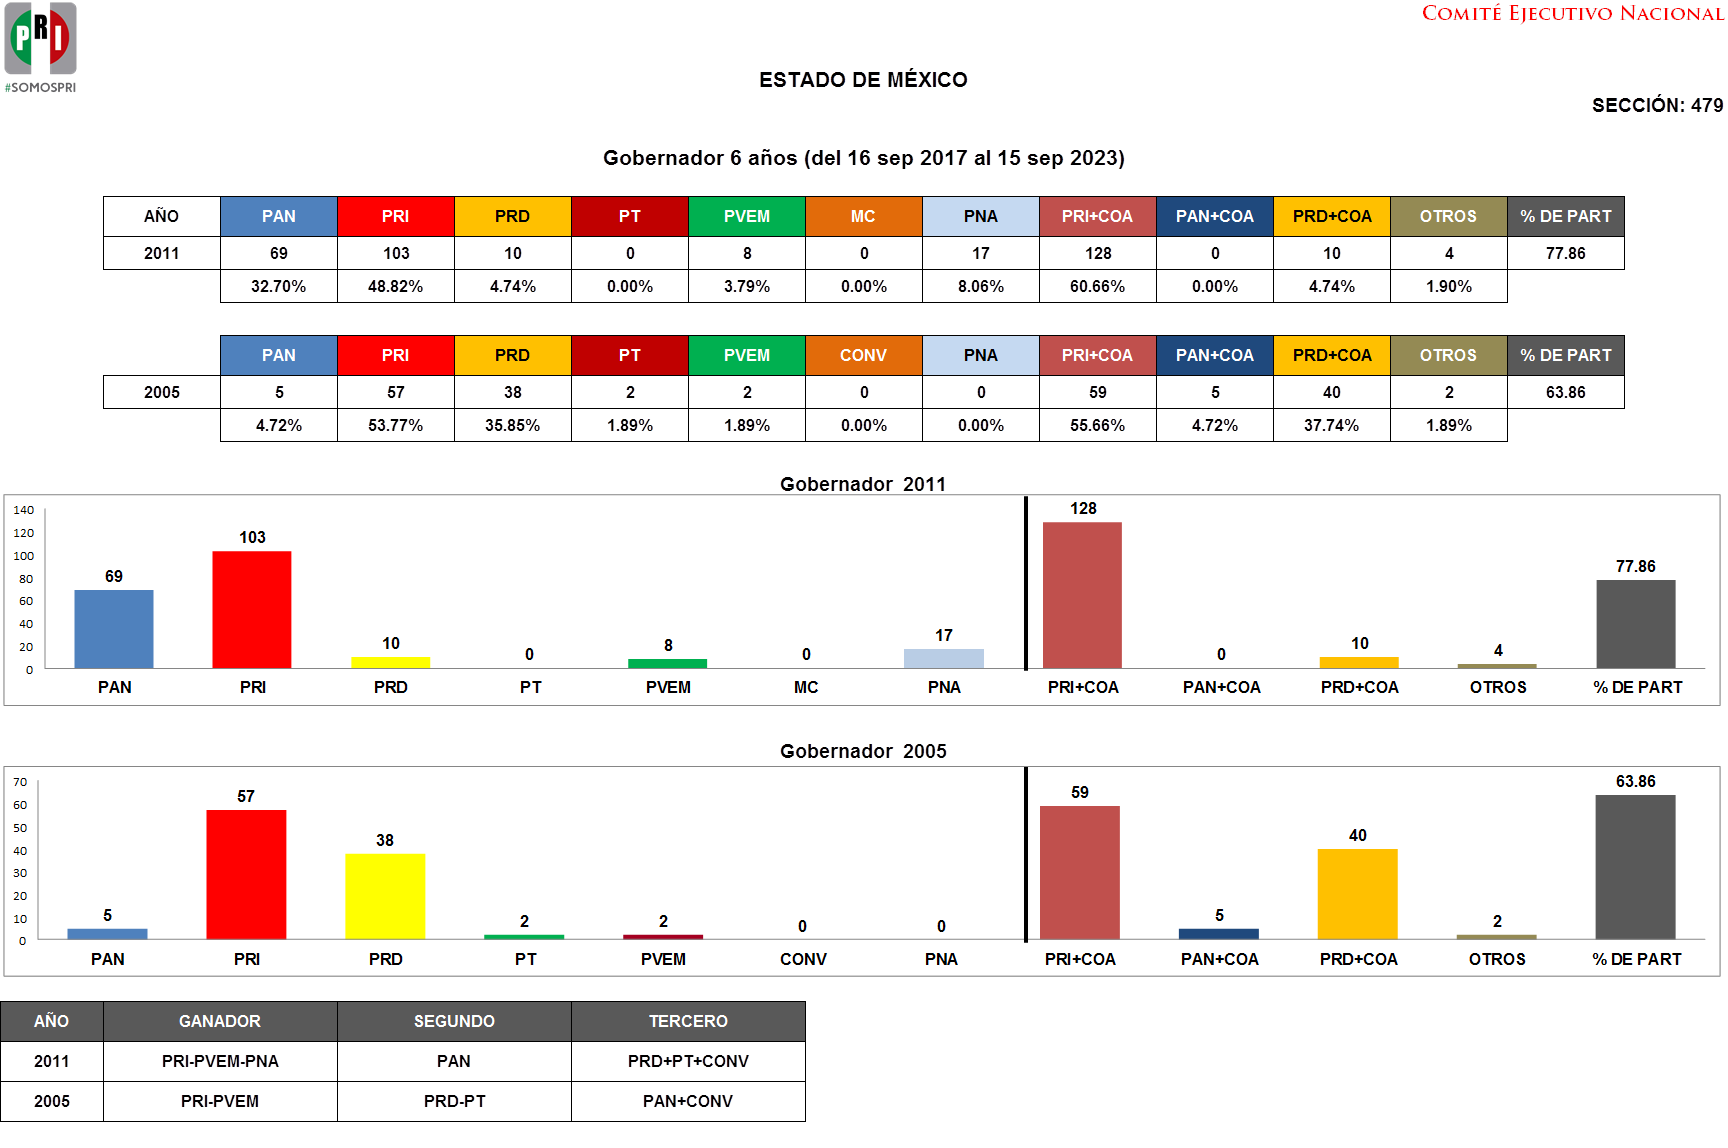 PRI
#SOMOSPRI
COMITÉ EJECUTIVO NACIONAL
ESTADO DE MÉXICO
SECCIÓN: 479
Gobernador 6 años (del 16 sep 2017 al 15 sep 2023)
AÑO PAN PRI PRD PT PVEM MC PNA PRI+COA PAN+COA PRD+COA OTROS % DE PART
2011 69 103 10 0 8 0 17 128 0 10 4 77.86
32.70% 48.82% 4.74% 0.00% 3.79% 0.00% 8.06% 60.66% 0.00% 4.74% 1.90%
PAN PRI PRD PT PVEM CONV PNA PRI+COA PAN+COA PRD+COA OTROS % DE PART
2005 5 57 38 2 2 0 0 59 5 40 2 63.86
4.72% 53.77% 35.85% 1.89% 1.89% 0.00% 0.00% 55.66% 4.72% 37.74% 1.89%
Gobernador 2011
140
120
100
80
60
40
20
0
69 103 10 0 8 0 17 128 0 10 4 77.86
PAN PRI PRD PT PVEM MC PNA PRI+COA PAN+COA PRD+COA OTROS % DE PART
Gobernador 2005
70
60
50
40
30
20
10
0
5 57 38 2 2 0 0 59 5 40 2 63.86
PAN PRI PRD PT PVEM CONV PNA PRI+COA PAN+COA PRD+COA OTROS % DE PART
AÑO GANADOR SEGUNDO TERCERO
2011 PRI-PVEM-PNA PAN PRD+PT+CONV
2005 PRI-PVEM PRD-PT PAN+CONV